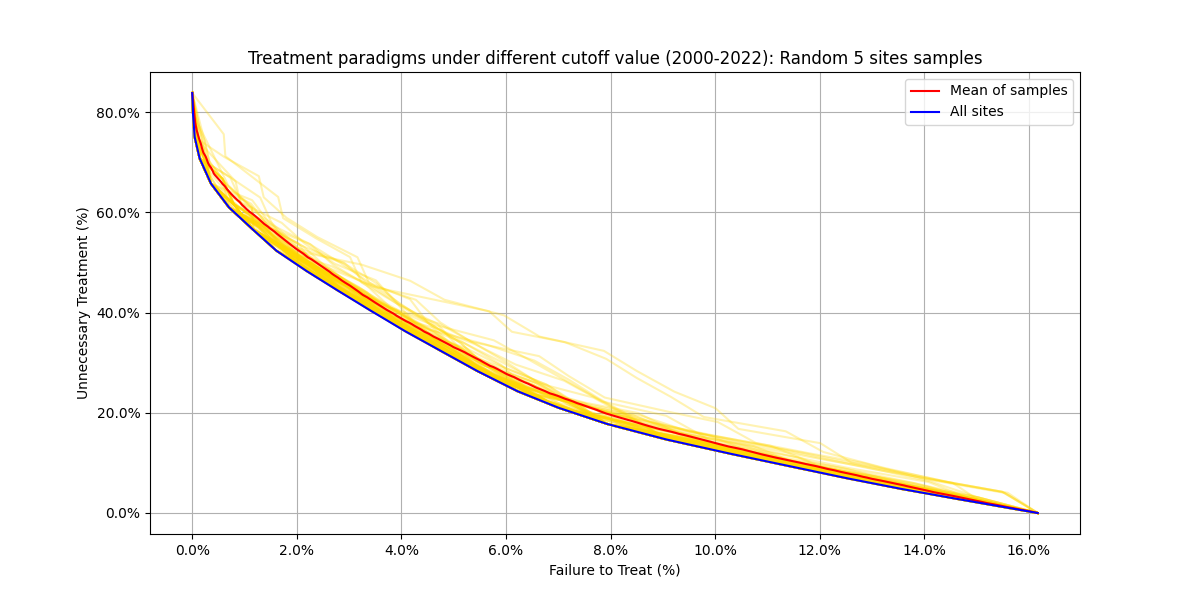 Treatment paradigms under different cutoff value (2000-2022): Random 5 sites samples
Mean of samples
All sites
80.0%
60.0%
40.0%
20.0%
0.0%
Unnecessary Treatment (%)
0.0% 2.0% 4.0% 6.0% 8.0% 10.0% 12.0% 14.0% 16.0%
Failure to Treat (%)